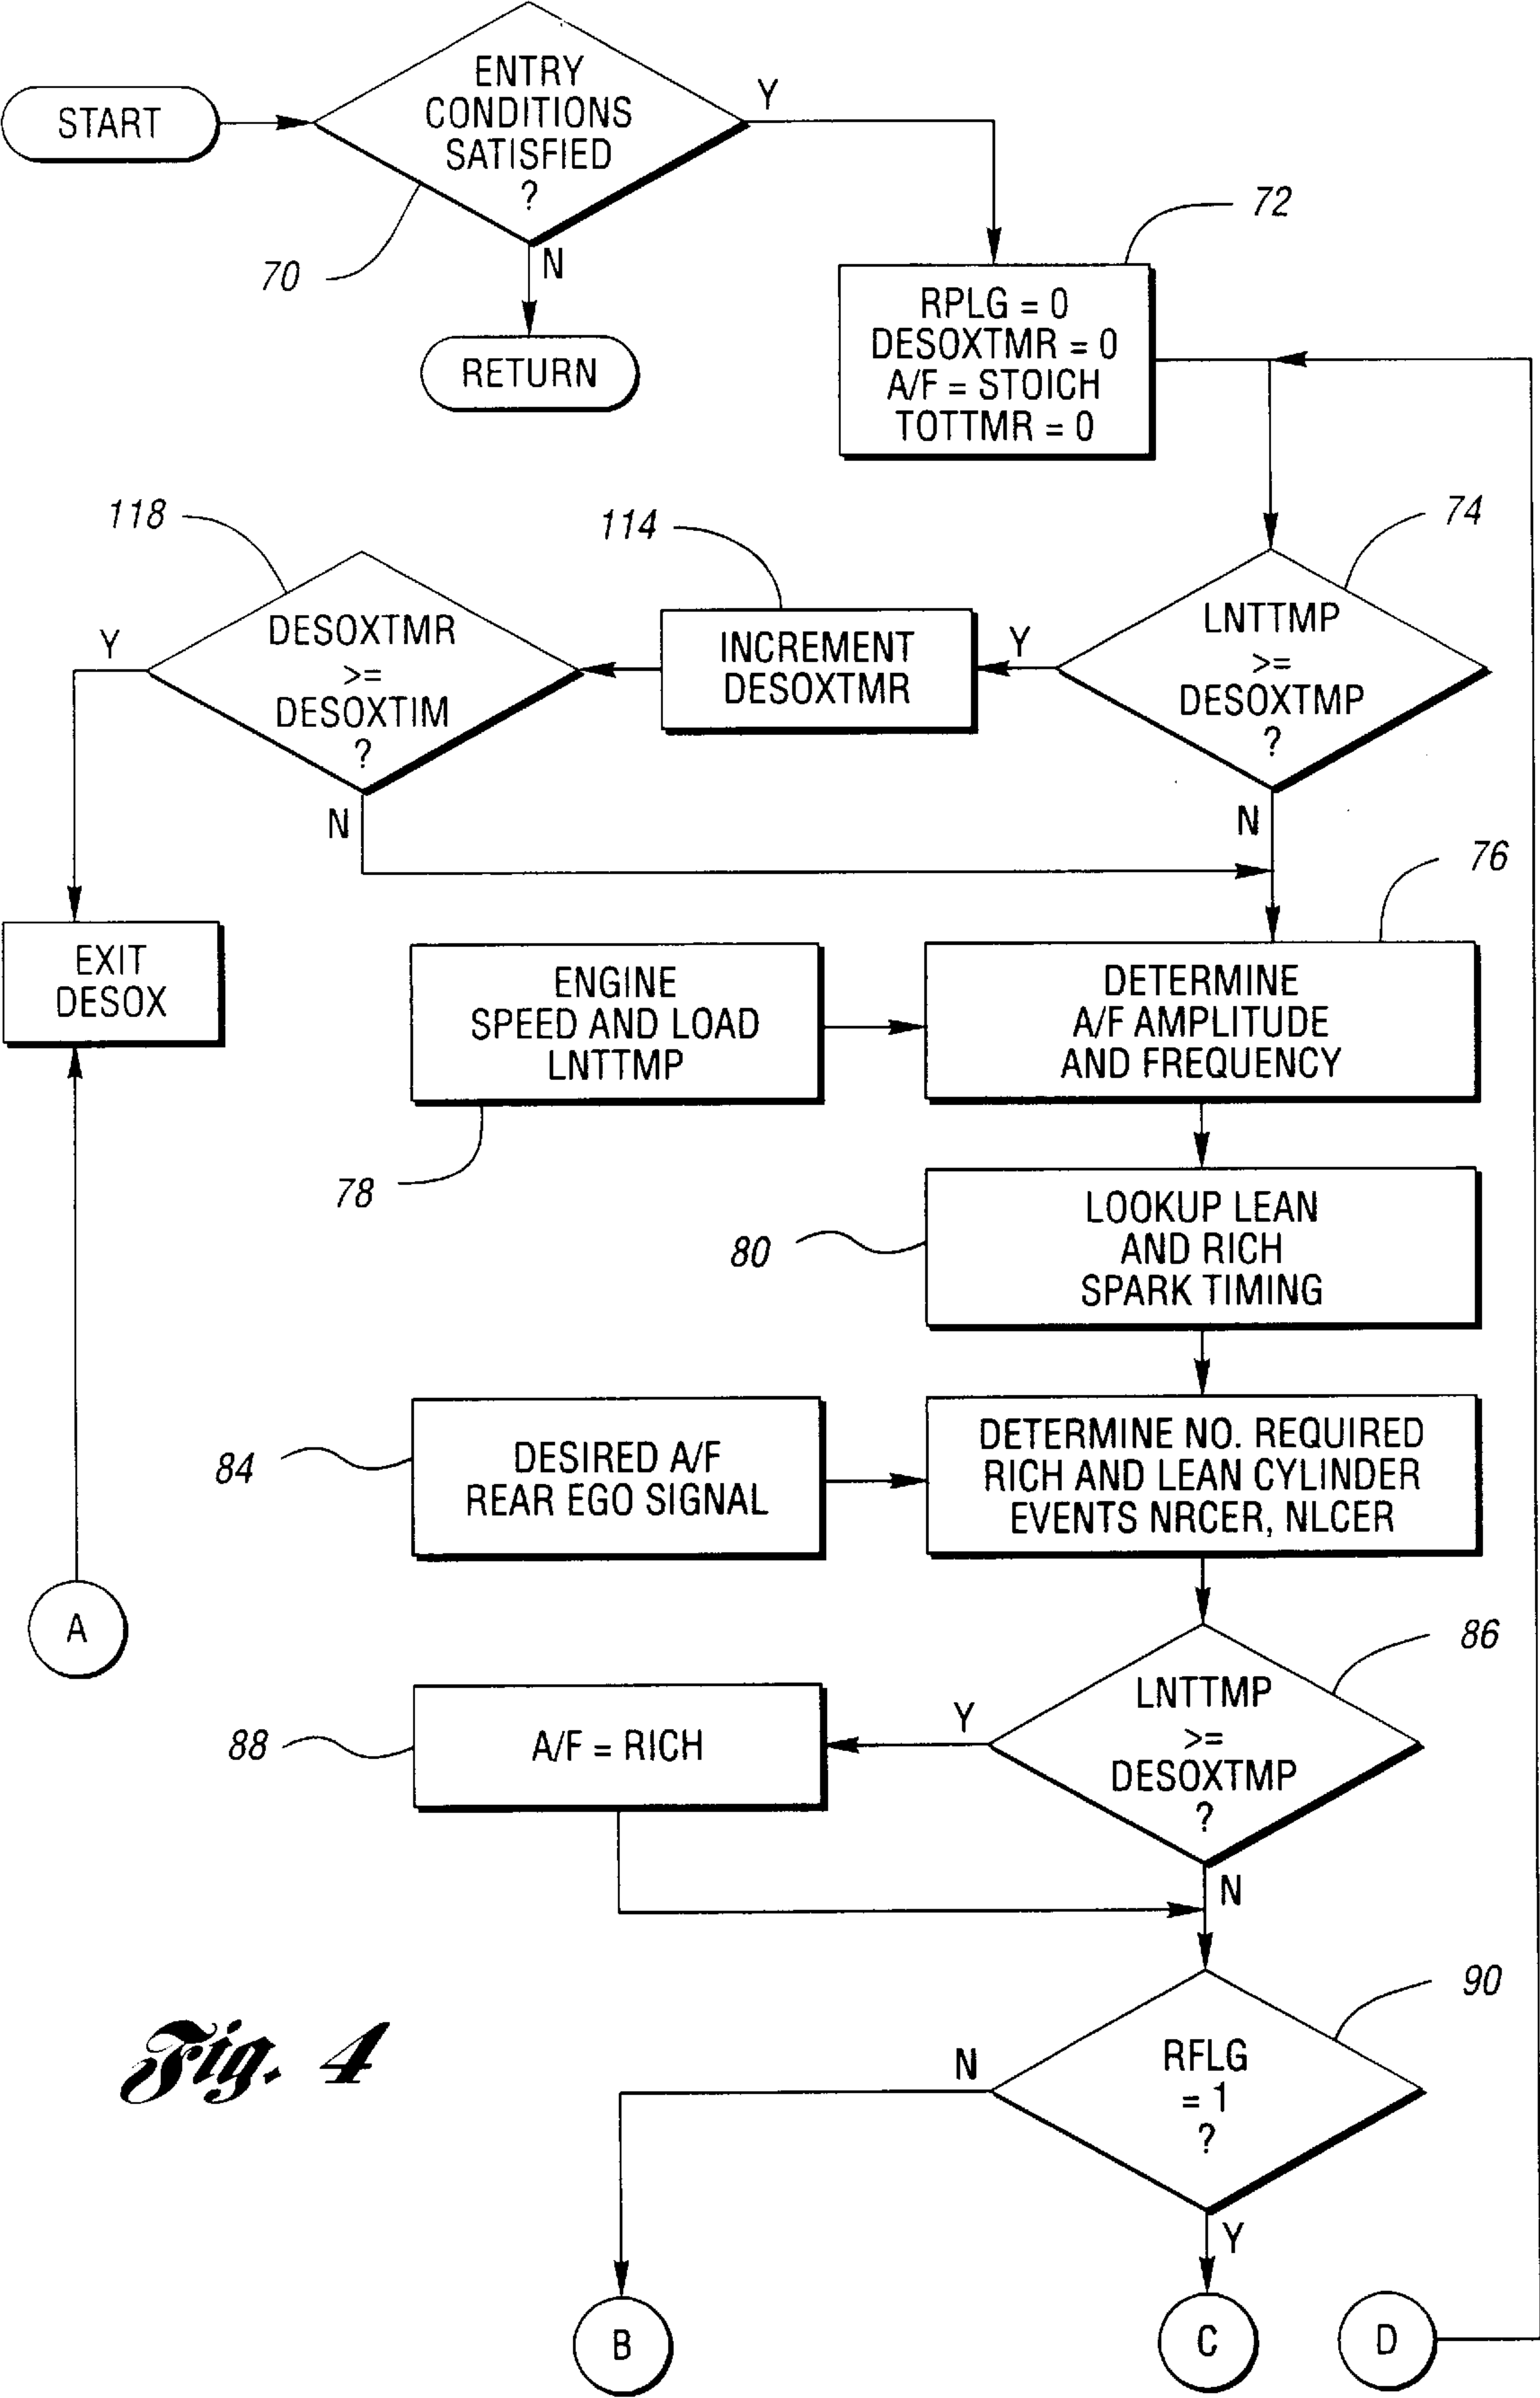 START
ENTRY
CONDITIONS
SATISFIED
?
Y
N
70
RETURN
72
RPLG = 0
DESOXTMR = 0
A/F = STOICH
TOTTMR = 0
118
114
74
DESOXTMR
>=
DESOXTIM
?
Y
N
INCREMENT
DESOXTMR
Y
LNTTMP
>=
DESOXTMP
?
N
76
EXIT
DESOX
ENGINE
SPEED AND LOAD
LNTTMP
78
DETERMINE
A/F AMPLITUDE
AND FREQUENCY
80
LOOKUP LEAN
AND RICH
SPARK TIMING
84
DESIRED A/F
REAR EGO SIGNAL
DETERMINE NO. REQUIRED
RICH AND LEAN CYLINDER
EVENTS NRCER, NLCER
A
86
LNTTMP
>=
DESOXTMP
?
Y
N
88
A/F = RICH
90
RFLG
= 1
?
N
Y
Fig. 4
B
C
D